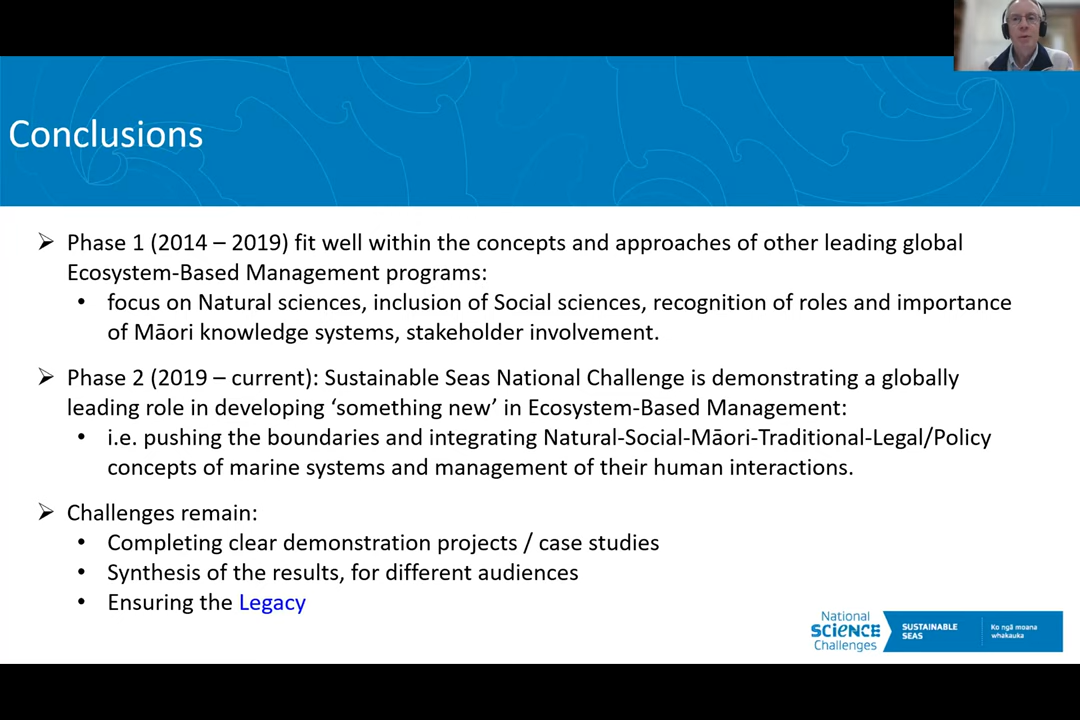 Conclusions
➢ Phase 1 (2014 – 2019) fit well within the concepts and approaches of other leading global
Ecosystem-Based Management programs:
• focus on Natural sciences, inclusion of Social sciences, recognition of roles and importance
of Māori knowledge systems, stakeholder involvement.
➢ Phase 2 (2019 – current): Sustainable Seas National Challenge is demonstrating a globally
leading role in developing ‘something new’ in Ecosystem-Based Management:
• i.e. pushing the boundaries and integrating Natural-Social-Māori-Traditional-Legal/Policy
concepts of marine systems and management of their human interactions.
➢ Challenges remain:
• Completing clear demonstration projects / case studies
• Synthesis of the results, for different audiences
• Ensuring the Legacy
National
SCIENCE
Challenges
SUSTAINABLE
SEAS
Ko ngā moana
whakauka